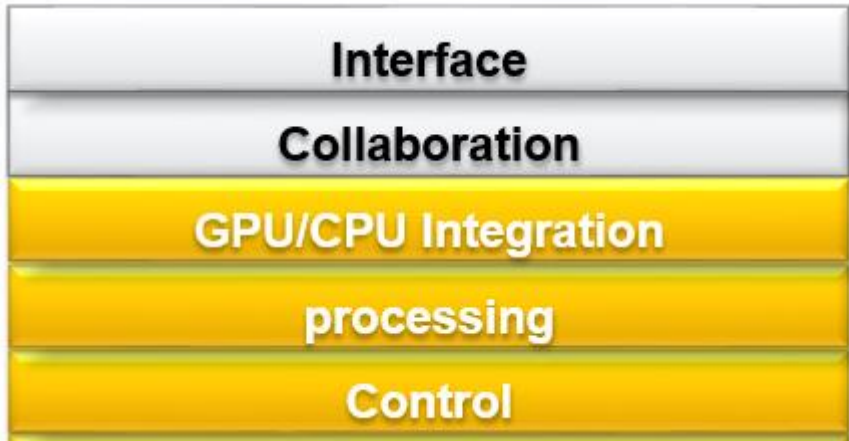 Interface
Collaboration
GPU/CPU Integration
processing
Control